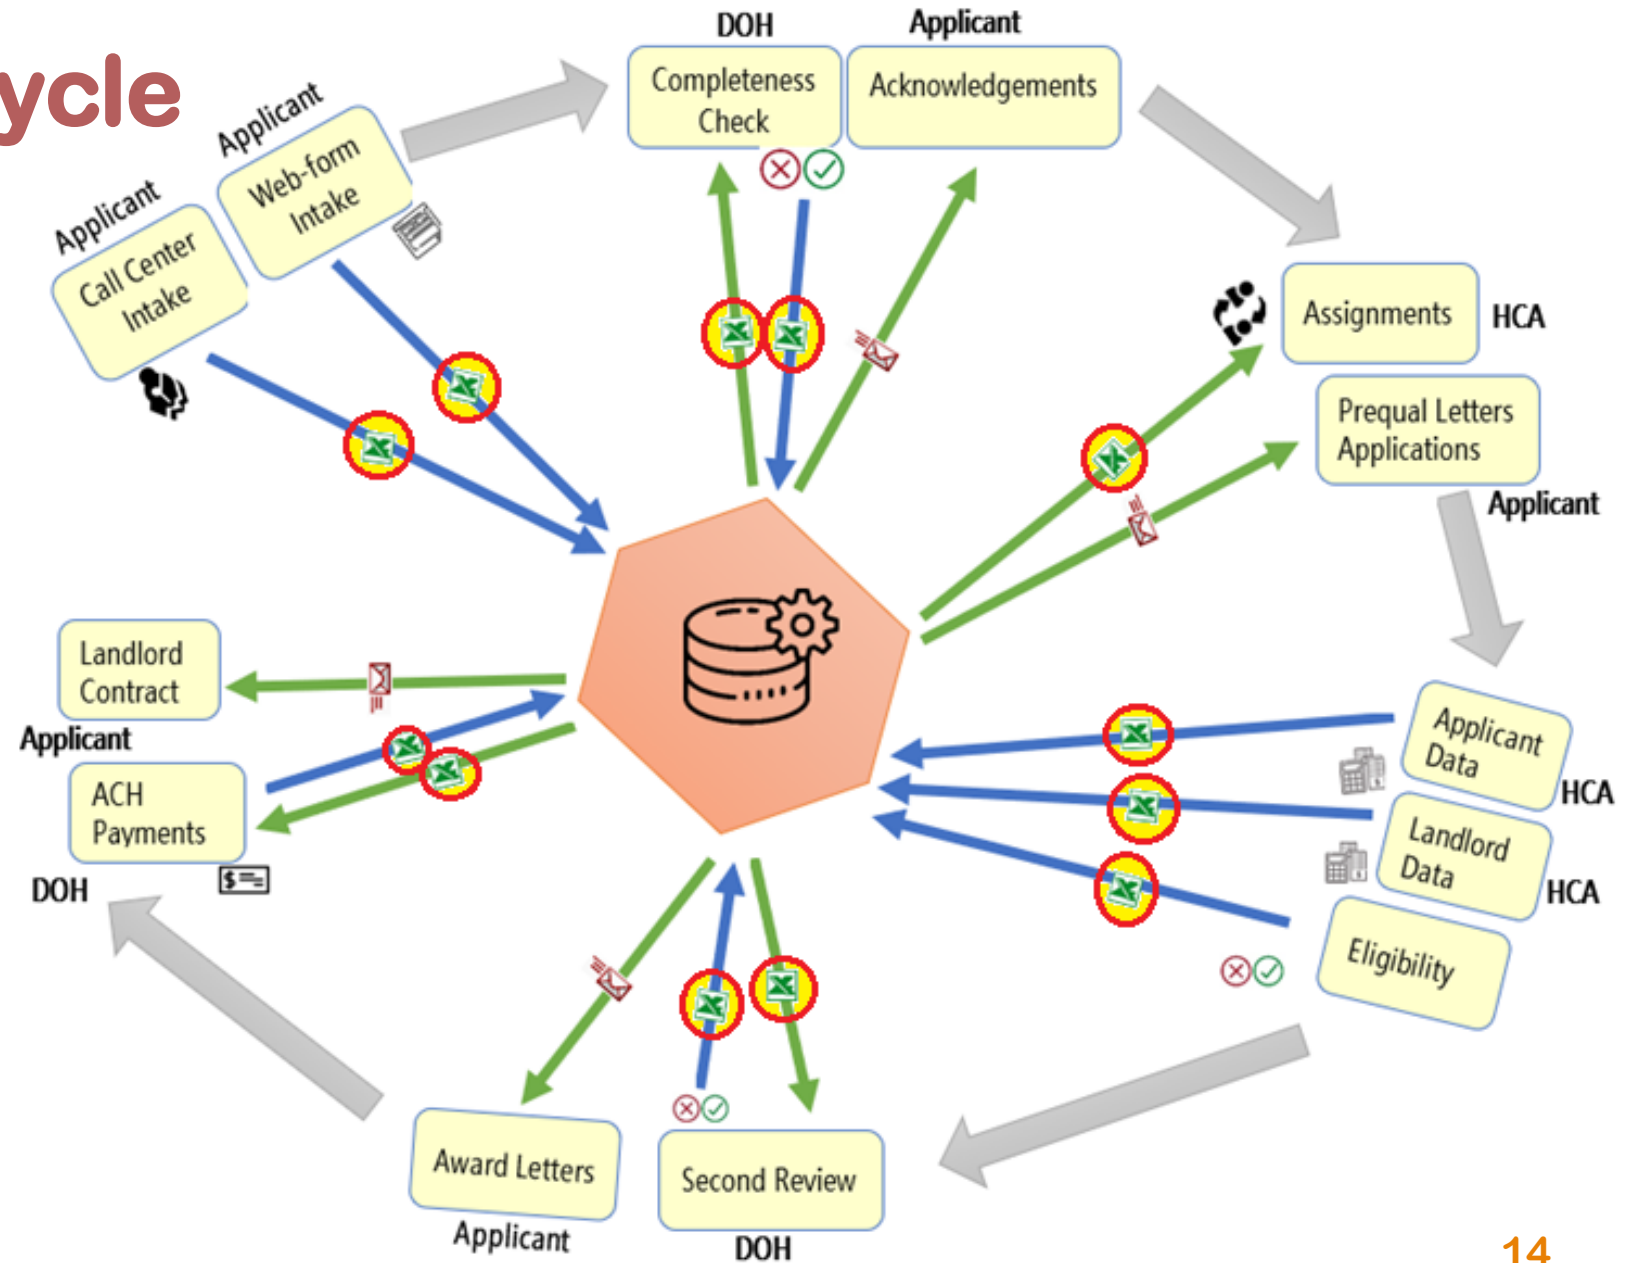 ycle
DOH
Completeness
Check
Applicant
Acknowledgements
Applicant
Web-form
Intake
Applicant
Call Center
Intake
Assignments
HCA
Prequal Letters
Applications
Applicant
Applicant
Data
HCA
Landlord
Data
HCA
Eligibility
Second Review
DOH
Award Letters
Applicant
Landlord
Contract
Applicant
ACH
Payments
DOH
$
14